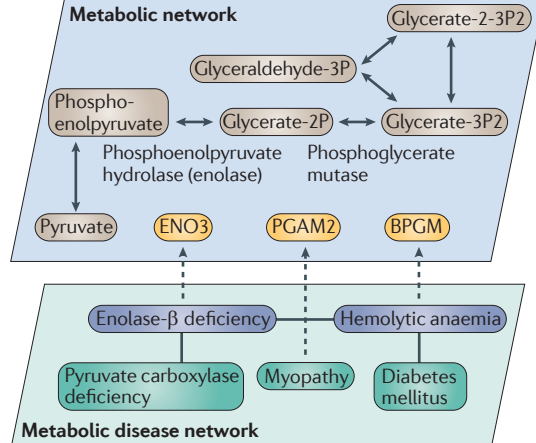 Metabolic network
Glycerate-2-3P2
Glyceraldehyde-3P
Phospho-
enolpyruvate
Glycerate-2P
Glycerate-3P2
Phosphoenolpyruvate
hydrolase (enolase)
Phosphoglycerate
mutase
Pyruvate
ENO3
PGAM2
BPGM
Enolase-β deficiency
Hemolytic anaemia
Pyruvate carboxylase
deficiency
Myopathy
Diabetes
mellitus
Metabolic disease network